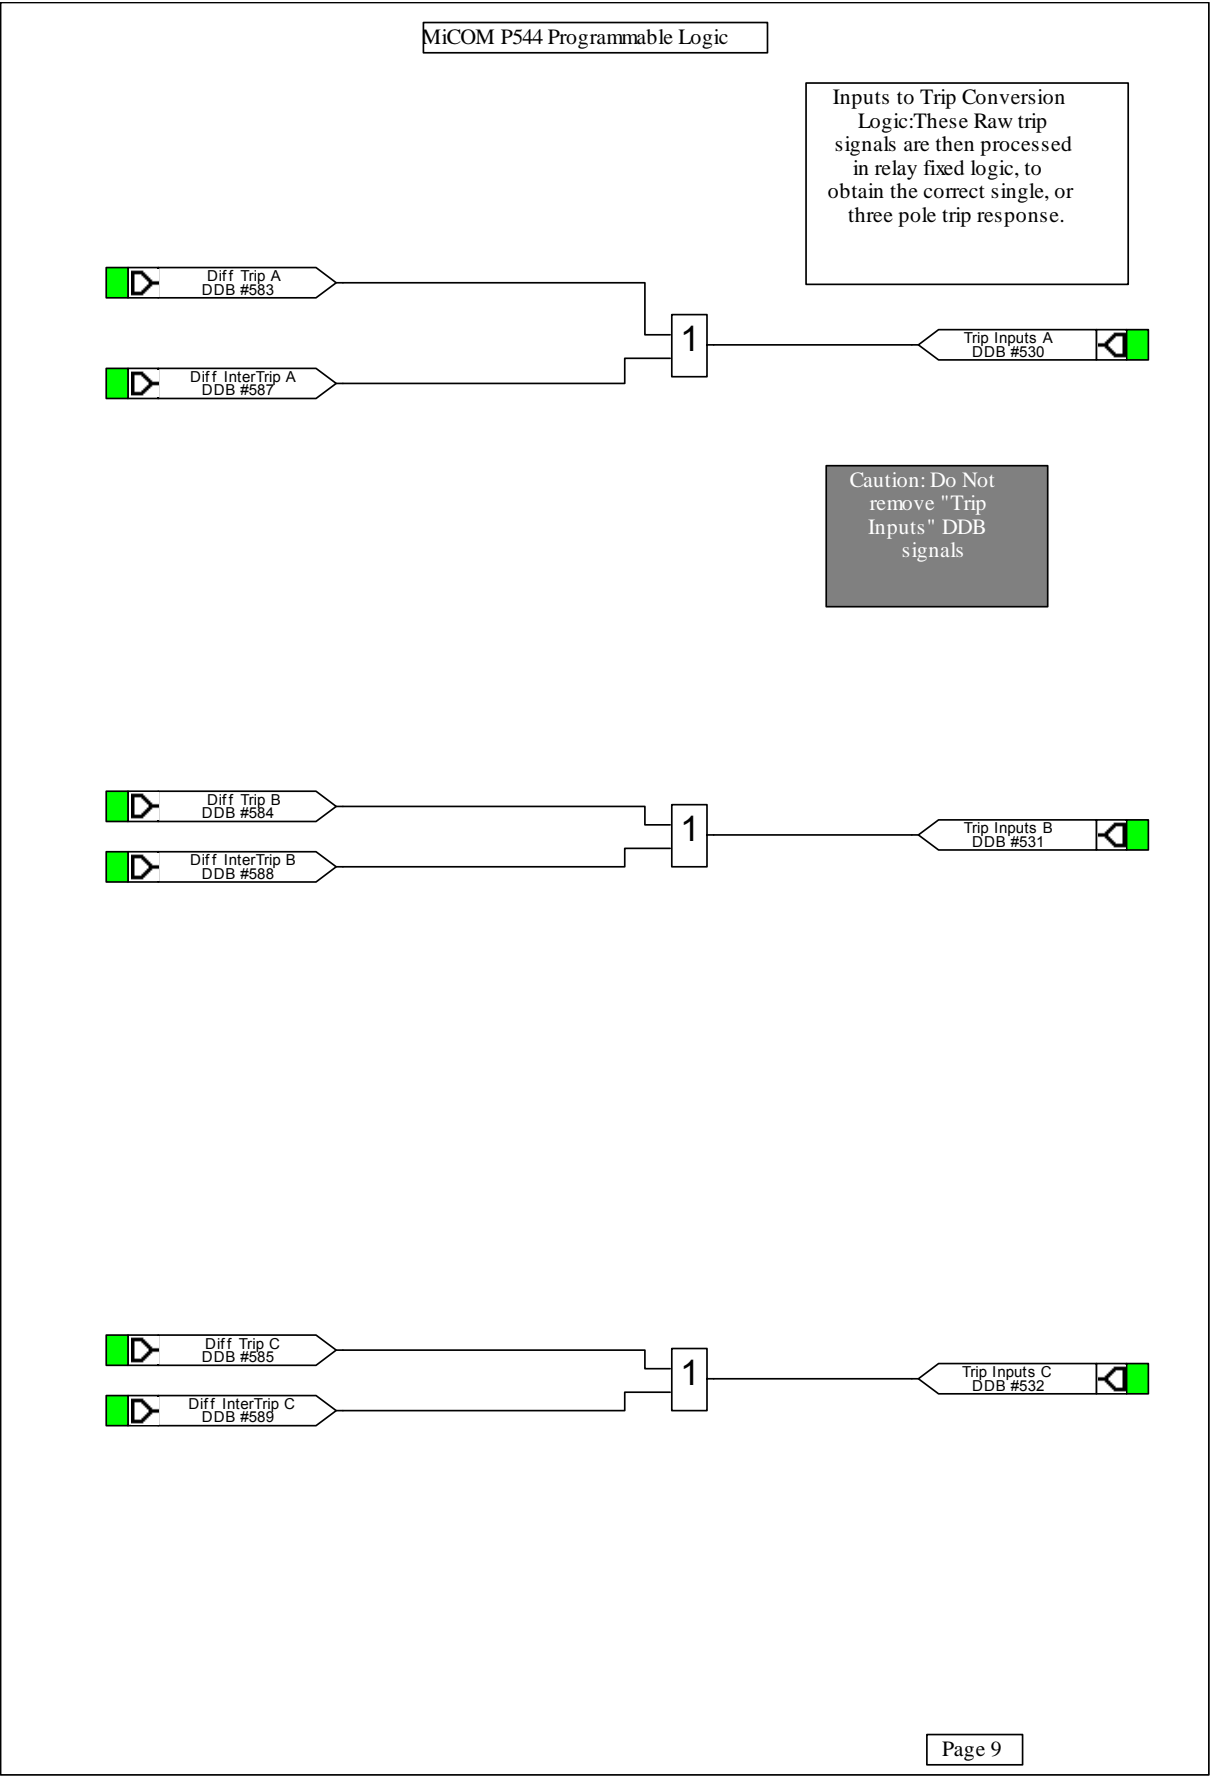 MiCOM P544 Programmable Logic
Inputs to Trip Conversion
Logic:These Raw trip
signals are then processed
in relay fixed logic, to
obtain the correct single, or
three pole trip response.
Diff Trip A
DDB #583
1
Trip Inputs A
DDB #530
Diff InterTrip A
DDB #587
Caution: Do Not
remove "Trip
Inputs" DDB
signals
Diff Trip B
DDB #584
1
Trip Inputs B
DDB #531
Diff InterTrip B
DDB #588
Diff Trip C
DDB #585
1
Trip Inputs C
DDB #532
Diff InterTrip C
DDB #589
Page 9